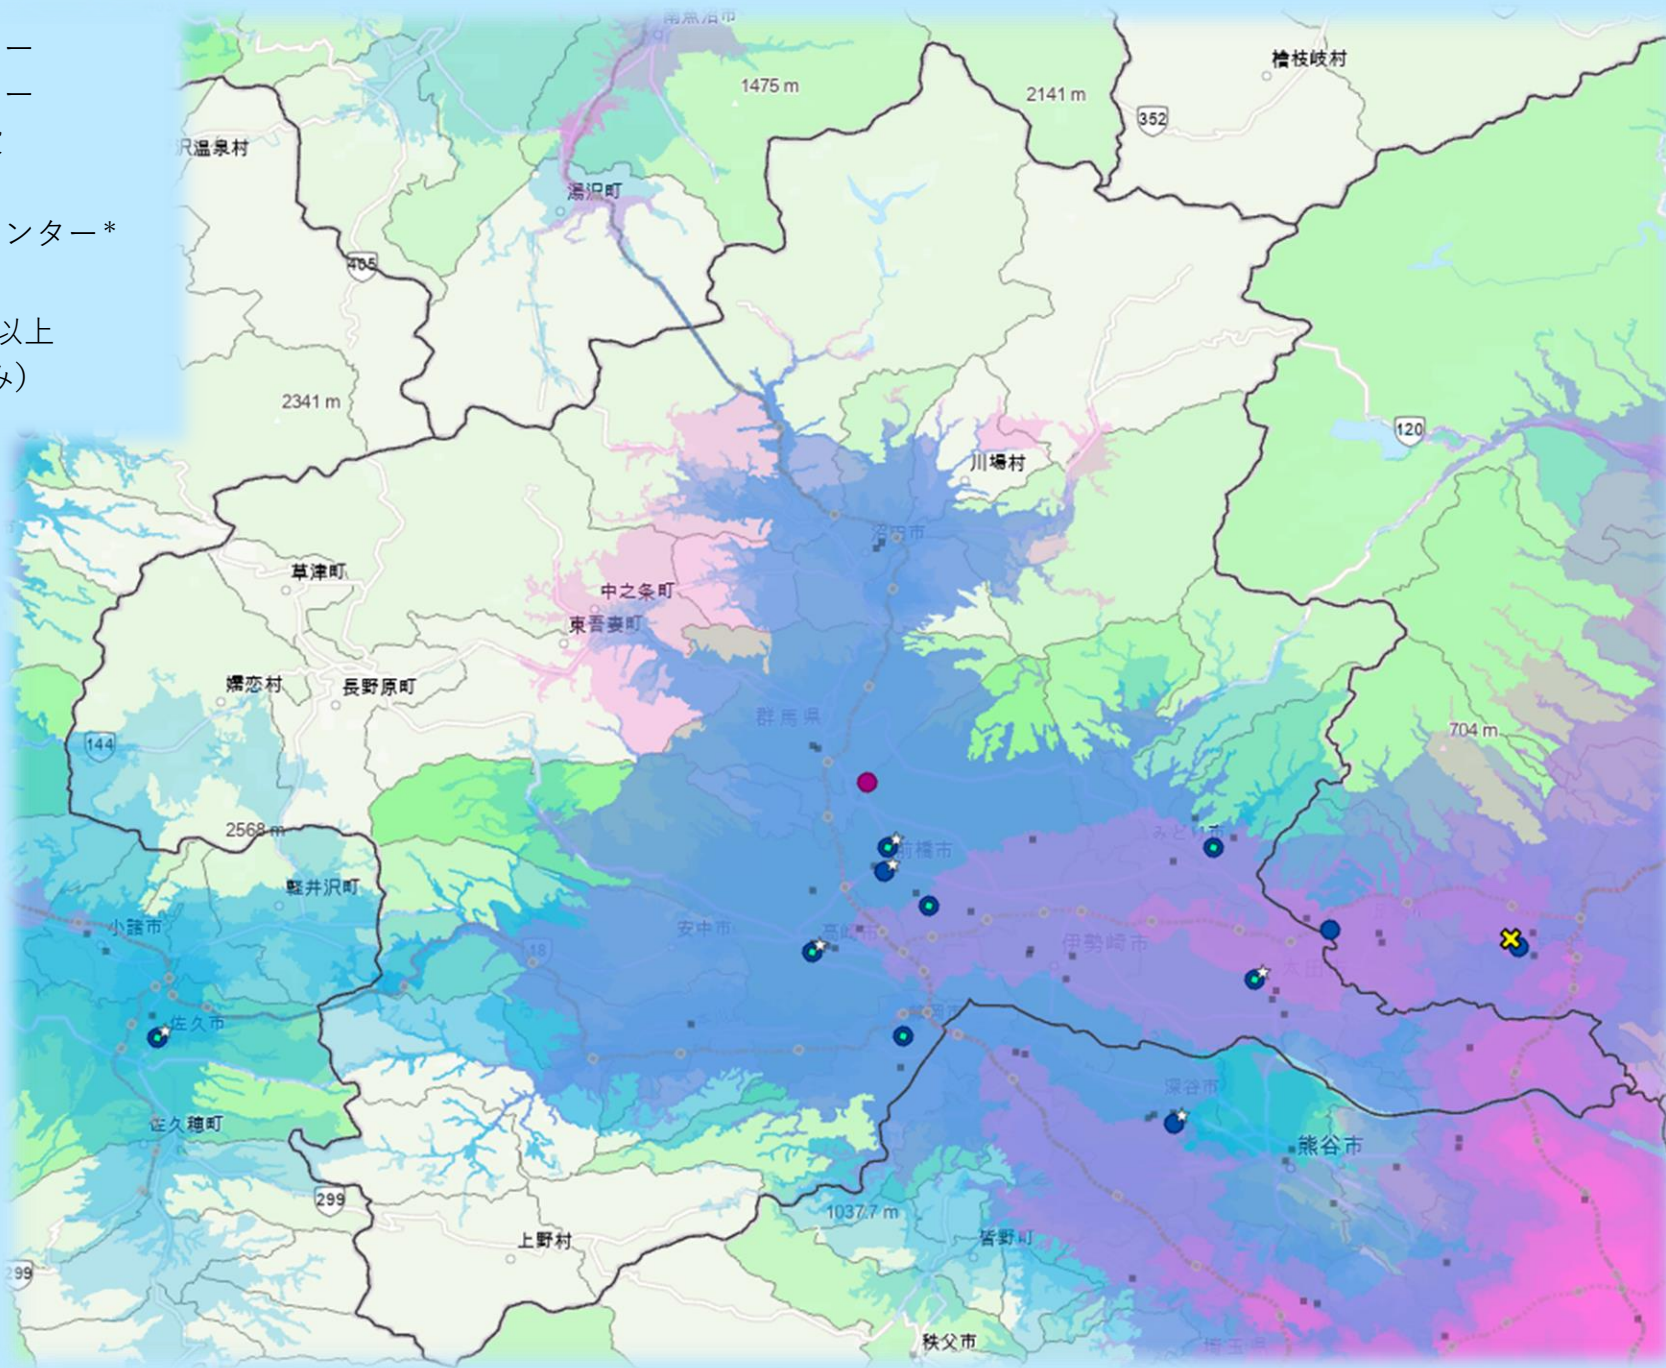 ー
ー
ンター*
以上
み）
南魚沼市
檜枝岐村
1475 m
2141 m
352
沢温泉村
湯沢町
405
2341 m
120
川場村
沼田市
草津町
中之条町
東吾妻町
嬬恋村
長野原町
群馬県
144
704 m
2568 m
みどり市
前橋市
軽井沢町
小諸市
安中市
高崎市
伊勢崎市
18
太田
佐久市
藤岡市
深谷市
佐久穂町
熊谷市
299
1037.7 m
上野村
皆野町
299
秩父市
埼玉県